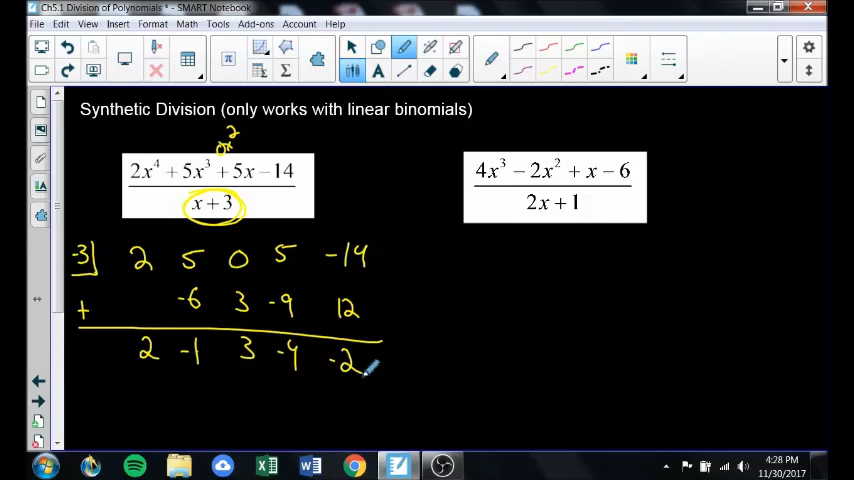 Ch5.1 Division of Polynomials * - SMART Notebook
File Edit View Insert Format Math Tools Add-ons Account Help
Synthetic Division (only works with linear binomials)
0x²
2x⁴ + 5x³ + 5x − 14
x + 3
4x³ − 2x² + x − 6
2x + 1
-3| 2 5 0 5 -14
+ -6 3 -9 12
2 -1 3 -4 -2
4:28 PM
11/30/2017